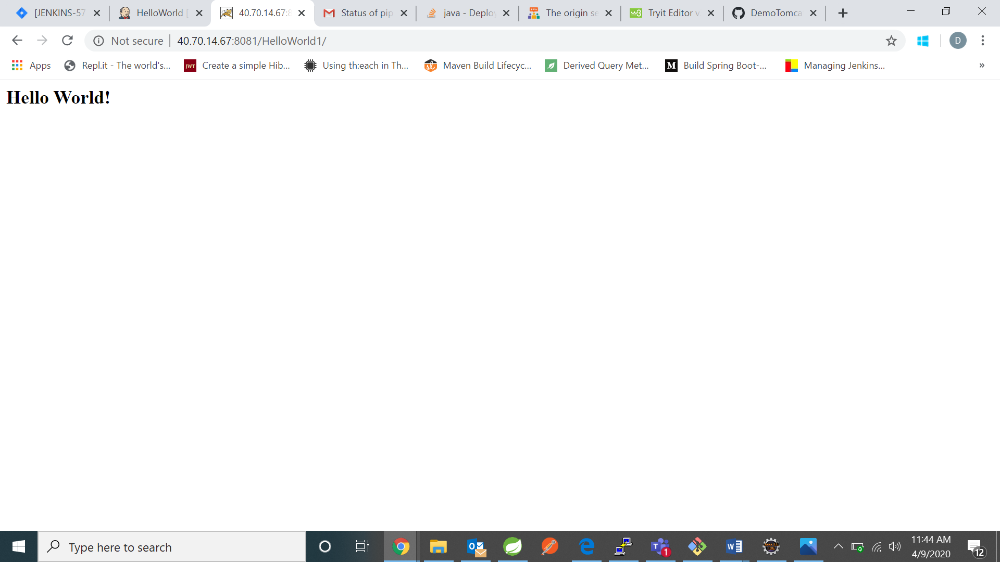 [JENKINS-57
HelloWorld [
40.70.14.67:8
Status of pip
java - Deploy
The origin se
Tryit Editor v
DemoTomca
Not secure
40.70.14.67:8081/HelloWorld1/
D
Apps
Repl.it - The world's...
JWT
Create a simple Hib...
Using th:each in Th...
Maven Build Lifecyc...
Derived Query Met...
M
Build Spring Boot-...
Managing Jenkins...
»
Hello World!
Type here to search
1
11:44 AM
4/9/2020
12